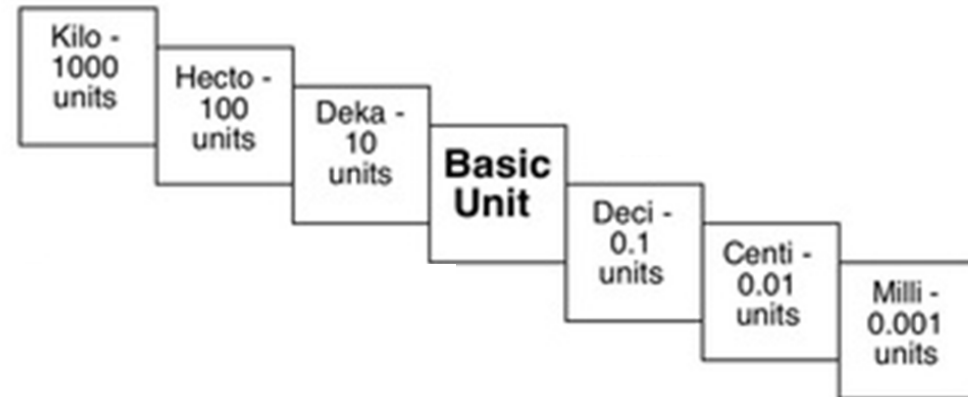 Kilo -
1000
units
Hecto -
100
units
Deka -
10
units
Basic
Unit
Deci -
0.1
units
Centi -
0.01
units
Milli -
0.001
units